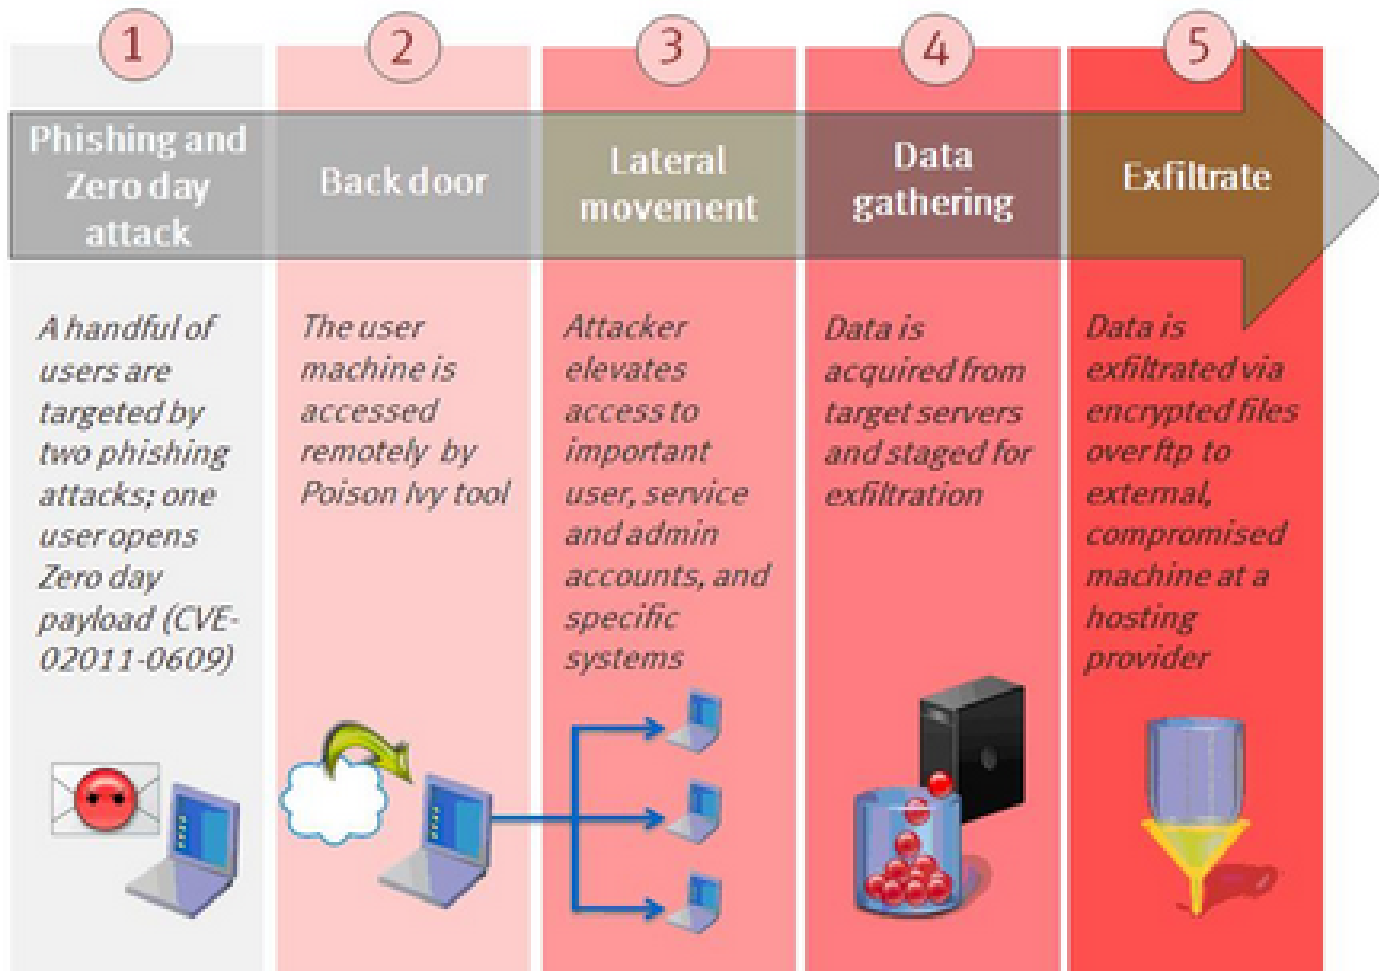 1
Phishing and
Zero day
attack
A handful of
users are
targeted by
two phishing
attacks; one
user opens
Zero day
payload (CVE-
02011-0609)
2
Back door
The user
machine is
accessed
remotely by
Poison Ivy tool
3
Lateral
movement
Attacker
elevates
access to
important
user, service
and admin
accounts, and
specific
systems
4
Data
gathering
Data is
acquired from
target servers
and staged for
exfiltration
5
Exfiltrate
Data is
exfiltrated via
encrypted files
over ftp to
external,
compromised
machine at a
hosting
provider